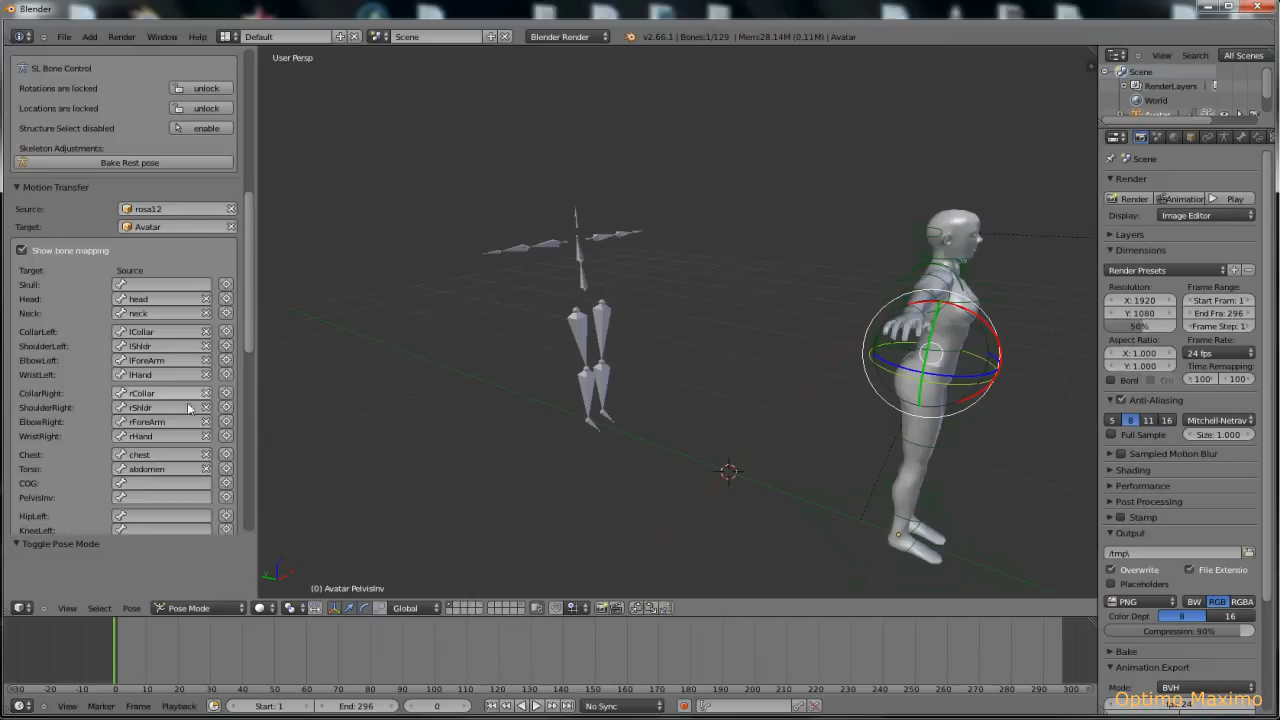 Blender
File Add Render Window Help Default Scene Blender Render v2.66.1 | Bones:1/129 | Mem:28.14M (0.11M) | Avatar
SL Bone Control
Rotations are locked unlock
Locations are locked unlock
Structure Select disabled enable
Skeleton Adjustments:
Bake Rest pose
Motion Transfer
Source: rosa12
Target: Avatar
Show bone mapping
Target: Source:
Skull:
Head: head
Neck: neck
CollarLeft: lCollar
ShoulderLeft: lShldr
ElbowLeft: lForeArm
WristLeft: lHand
CollarRight: rCollar
ShoulderRight: rShldr
ElbowRight: rForeArm
WristRight: rHand
Chest: chest
Torso: abdomen
COG:
PelvisInv:
HipLeft:
KneeLeft:
Toggle Pose Mode
User Persp
(0) Avatar PelvisInv
View Select Pose Pose Mode Global
View Search All Scenes
Scene
RenderLayers
World
Avatar
Scene
Render
Render Animation Play
Display: Image Editor
Layers
Dimensions
Render Presets
Resolution: Frame Range:
X: 1920 Start Fram: 1
Y: 1080 End Fra: 296
50% Frame Step: 1
Aspect Ratio: Frame Rate:
X: 1.000 24 fps
Y: 1.000 Time Remapping:
Bord Cro 100 100
Anti-Aliasing
5 8 11 16 Mitchell-Netrav
Full Sample Size: 1.000
Sampled Motion Blur
Shading
Performance
Post Processing
Stamp
Output
/tmp\
Overwrite File Extensio
Placeholders
PNG BW RGB RGBA
Color Dept 8 16
Compression: 90%
Bake
Animation Export
Mode: BVH
Optimo Maximo
-30 -20 -10 0 10 20 30 40 50 60 70 80 90 100 110 120 130 140 150 160 170 180 190 200 210 220 230 240 250 260 270 280 290 300
View Marker Frame Playback Start: 1 End: 296 0 No Sync